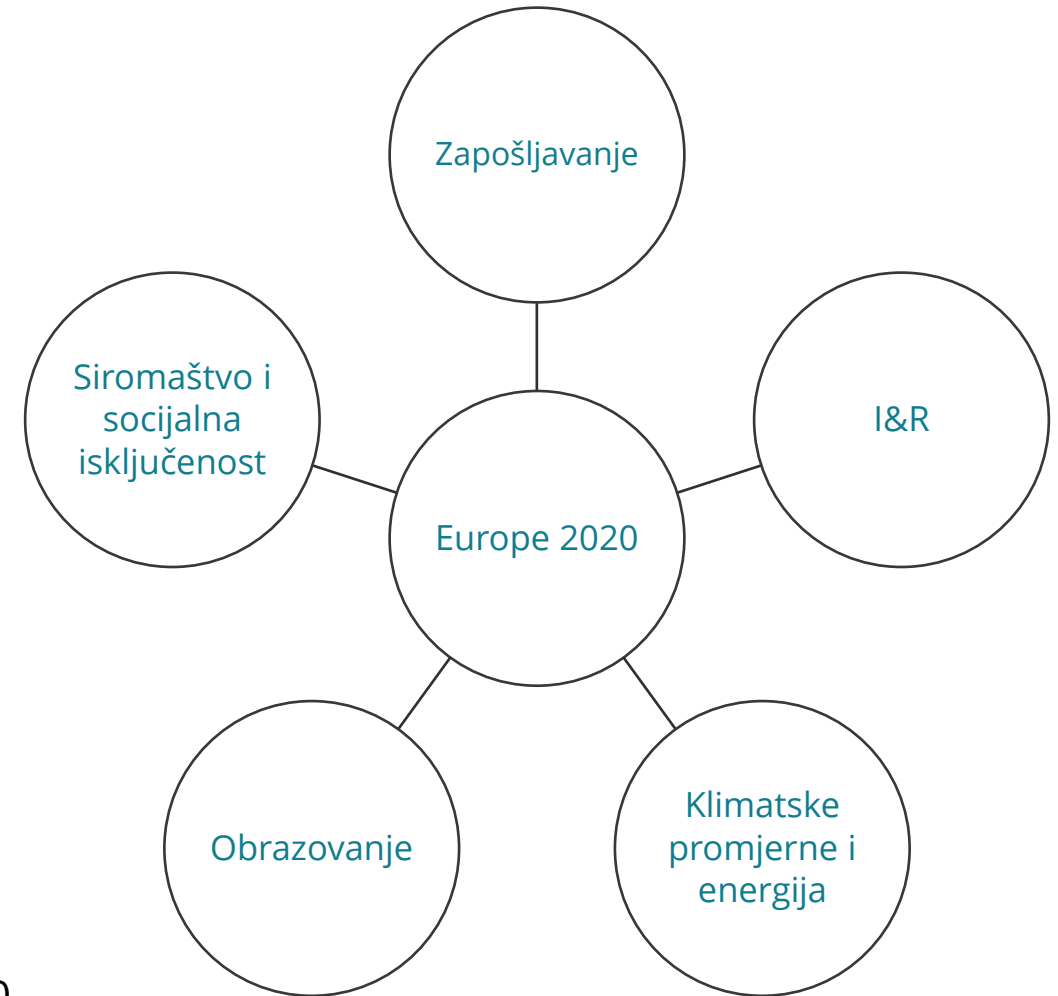 Zapošljavanje
Siromaštvo i
socijalna
isključenost
I&R
Europe 2020
Obrazovanje
Klimatske
promjerne i
energija